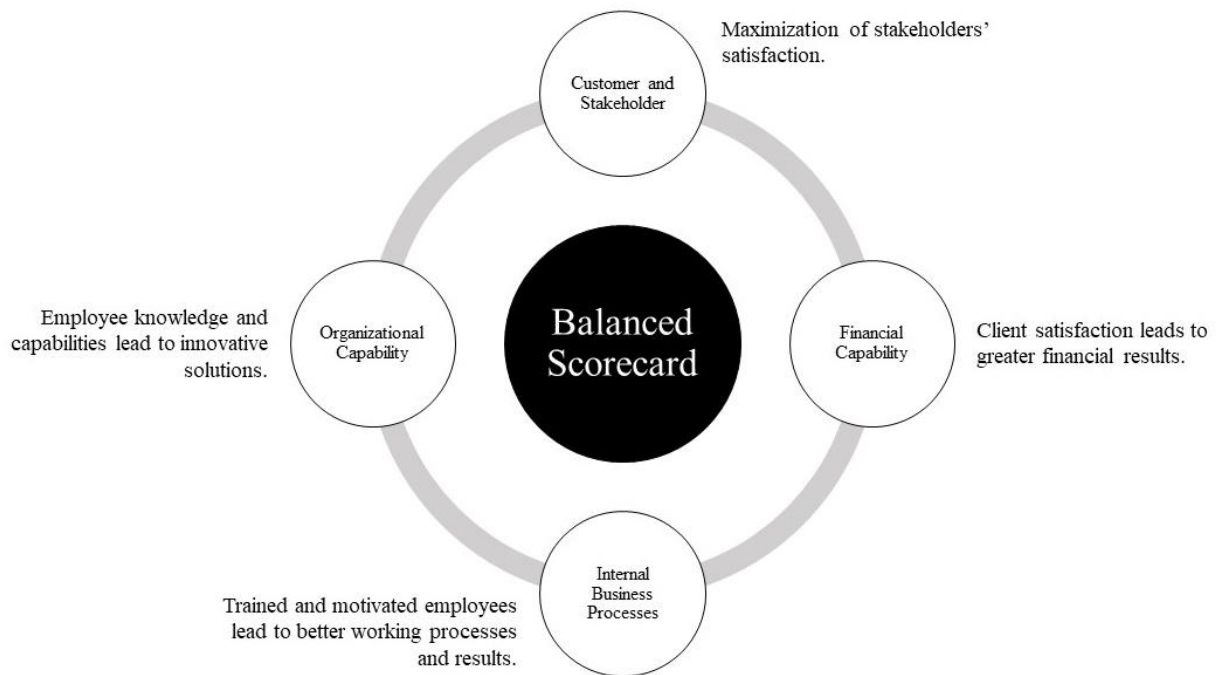 Maximization of stakeholders’
satisfaction.
Customer and
Stakeholder
Employee knowledge and
capabilities lead to innovative
solutions.
Organizational
Capability
Balanced
Scorecard
Financial
Capability
Client satisfaction leads to
greater financial results.
Internal
Business
Processes
Trained and motivated employees
lead to better working processes
and results.